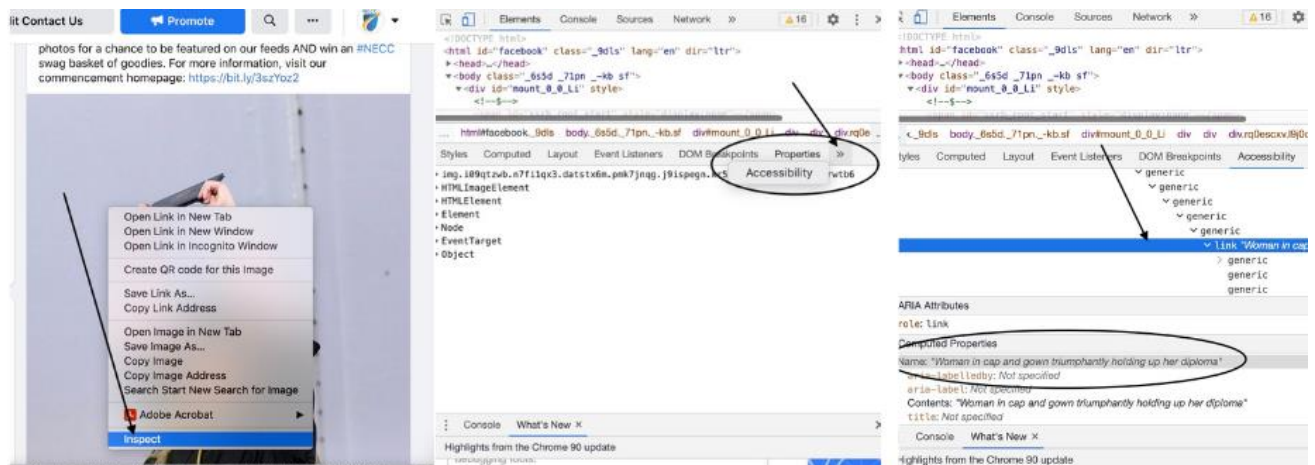 it Contact Us
Promote
photos for a chance to be featured on our feeds AND win an #NECC
swag basket of goodies. For more information, visit our
commencement homepage: https://bit.ly/3szYoz2
Open Link in New Tab
Open Link in New Window
Open Link in Incognito Window
Create QR code for this Image
Save Link As...
Copy Link Address
Open Image in New Tab
Save Image As...
Copy Image
Copy Image Address
Search Start New Search for Image
Adobe Acrobat
Inspect
Elements Console Sources Network » 16
<!DOCTYPE html>
<html id="facebook" class="_9dls" lang="en" dir="ltr">
<head>…</head>
<body class="_6s5d _71pn _-kb sf">
<div id="mount_0_0_Li" style>
<!--$-->
... html#facebook._9dls body._6s5d._71pn._-kb.sf div#mount_0_0_Li div div div.rq0e
Styles Computed Layout Event Listeners DOM Breakpoints Properties »
Accessibility
HTMLImageElement
HTMLElement
Element
Node
EventTarget
Object
Console What's New ×
Highlights from the Chrome 90 update
Elements Console Sources Network » 16
<!DOCTYPE html>
html id="facebook" class="_9dls" lang="en" dir="ltr">
<head>…</head>
<body class="_6s5d _71pn _-kb sf">
<div id="mount_0_0_Li" style>
<!--$-->
_9dls body._6s5d._71pn._-kb.sf div#mount_0_0_Li div div
tyles Computed Layout Event Listeners DOM Breakpoints Accessibility
generic
generic
generic
generic
generic
link "Woman in cap
generic
generic
generic
ARIA Attributes
role: link
Computed Properties
Name: "Woman in cap and gown triumphantly holding up her diploma"
aria-labelledby: Not specified
aria-label: Not specified
Contents: "Woman in cap and gown triumphantly holding up her diploma"
title: Not specified
Console What's New ×
Highlights from the Chrome 90 update